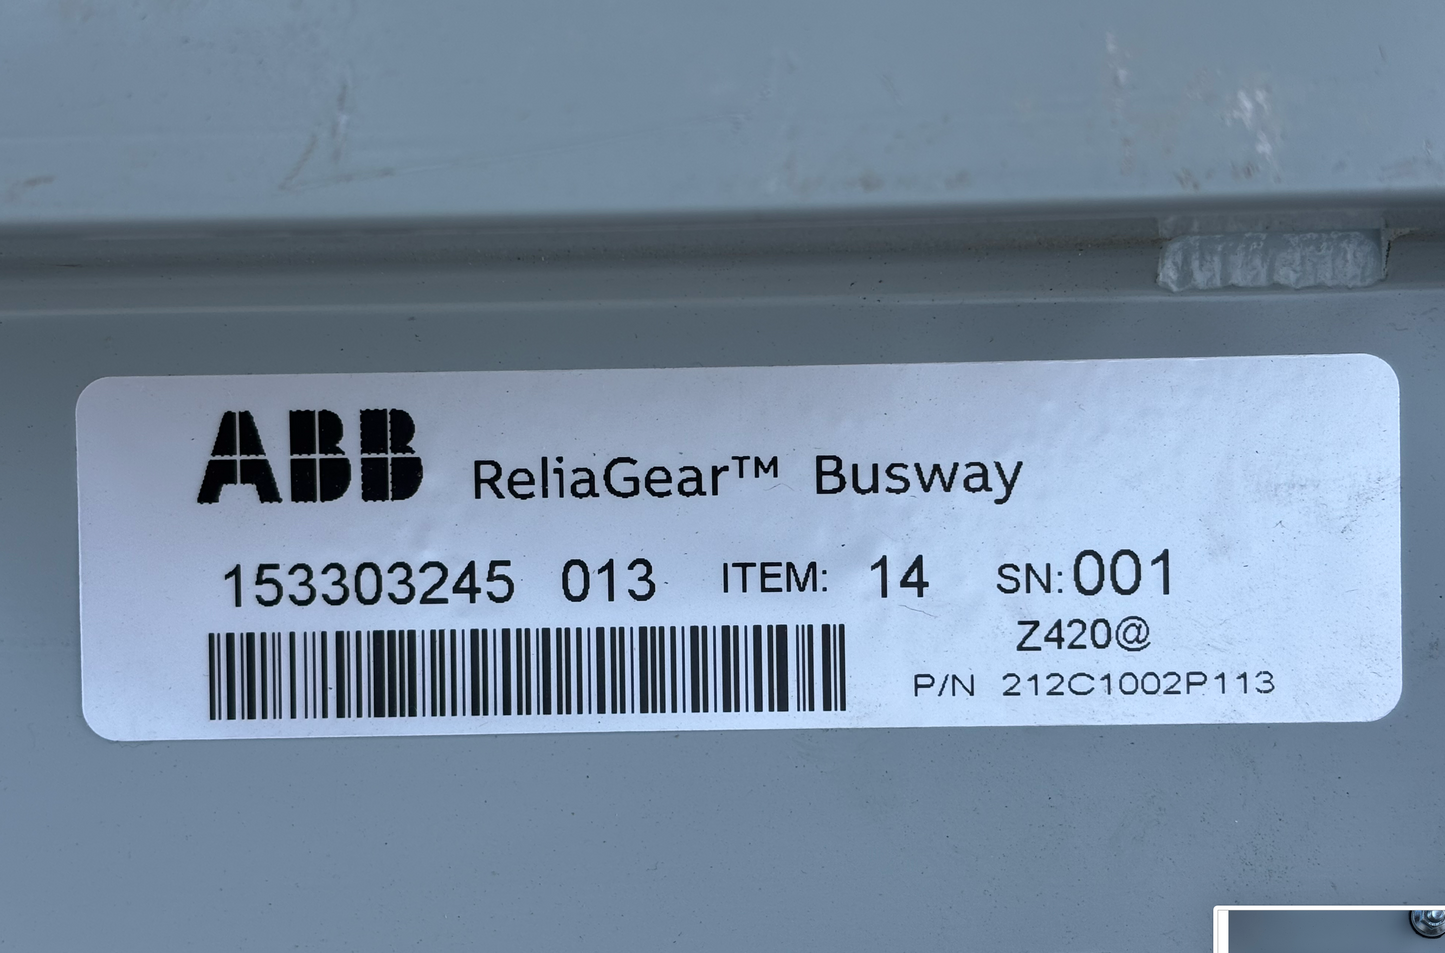 ABB ReliaGear™ Busway
153303245 013 ITEM: 14 SN: 001
Z420@
P/N 212C1002P113